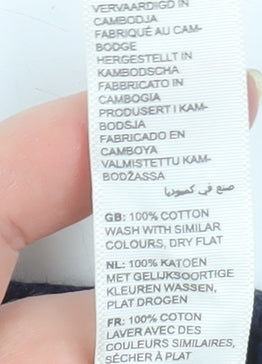 VERVAARDIGD IN
CAMBODJA
FABRIQUÉ AU CAM-
BODGE
HERGESTELLT IN
KAMBODSCHA
FABBRICATO IN
CAMBOGIA
PRODUSERT I KAM-
BODSJA
FABRICADO EN
CAMBOYA
VALMISTETTU KAM-
BODŽASSA
صنع في كمبوديا
GB: 100% COTTON
WASH WITH SIMILAR
COLOURS, DRY FLAT
NL: 100% KATOEN
MET GELIJKSOORTIGE
KLEUREN WASSEN,
PLAT DROGEN
FR: 100% COTON
LAVER AVEC DES
COULEURS SIMILAIRES,
SÉCHER À PLAT